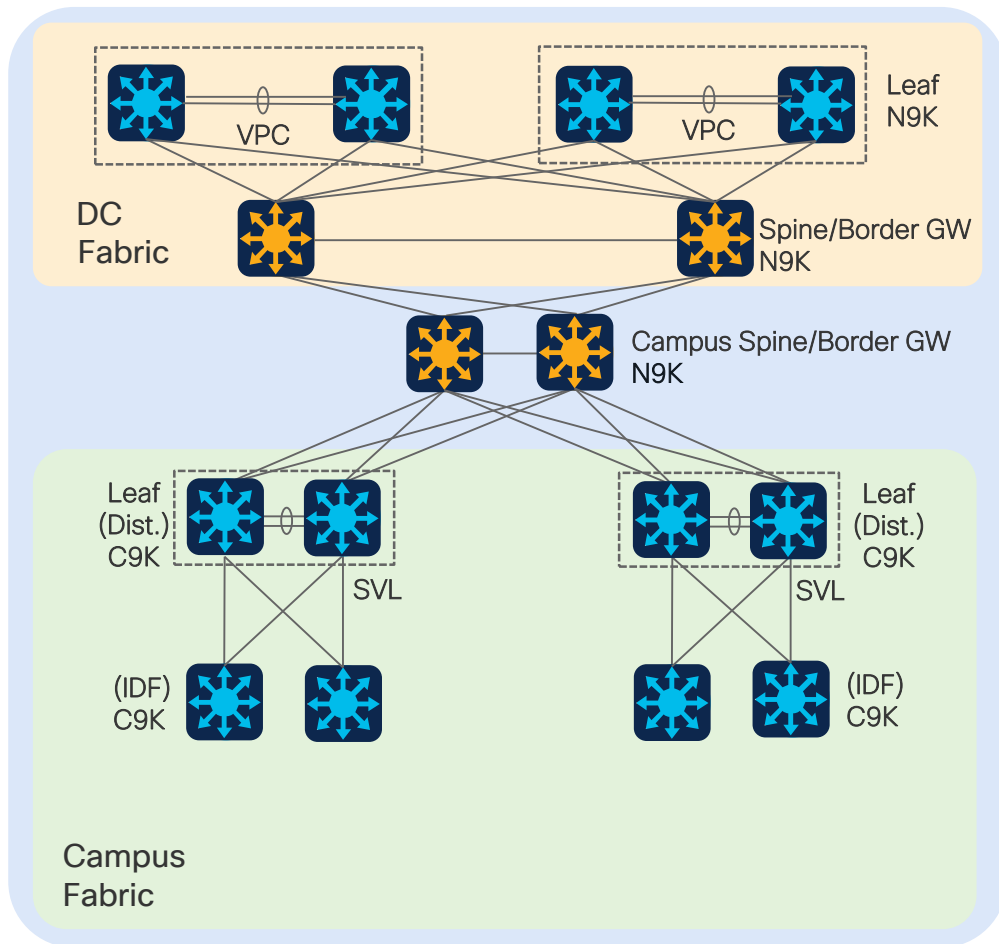 Leaf
N9K
VPC
VPC
DC
Fabric
Spine/Border GW
N9K
Campus Spine/Border GW
N9K
Leaf
(Dist.)
C9K
Leaf
(Dist.)
C9K
SVL
SVL
(IDF)
C9K
(IDF)
C9K
Campus
Fabric